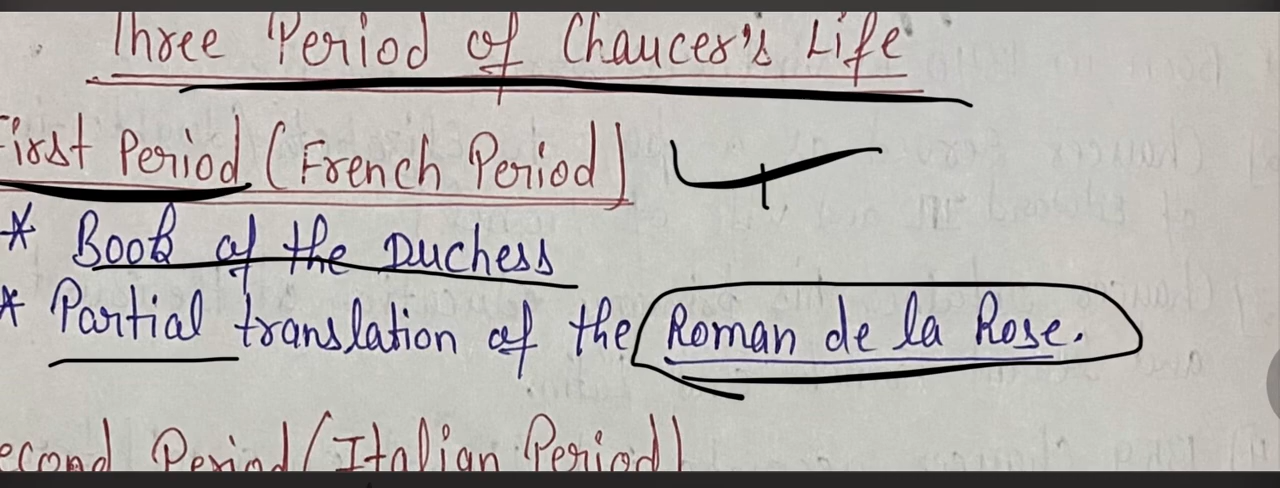 Three Period of Chaucer's Life
First Period (French Period)
* Book of the Duchess
* Partial translation of the Roman de la Rose.
econd Period (Italian Period)